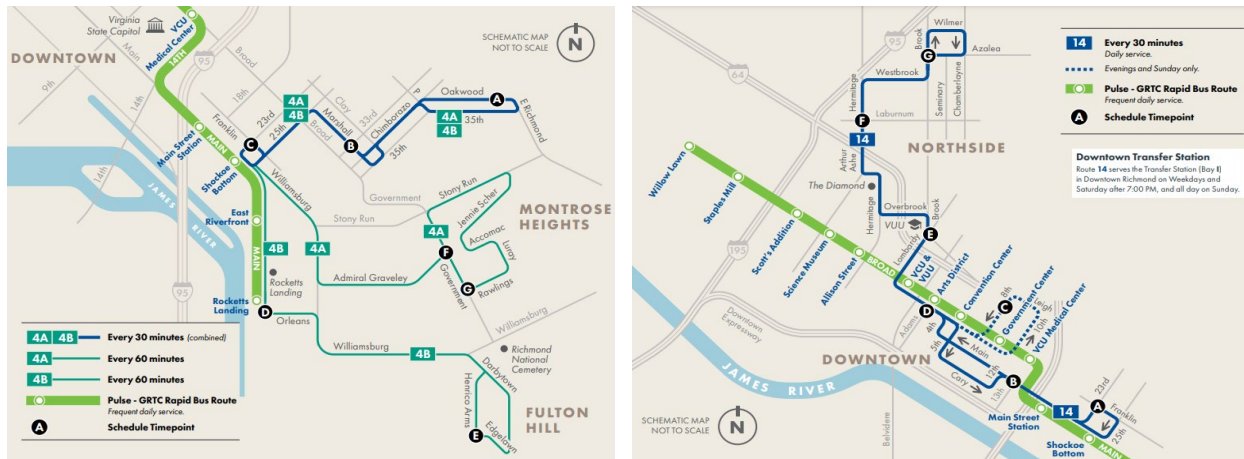 Virginia
State Capitol
VCU
Medical Center
SCHEMATIC MAP
NOT TO SCALE
N
DOWNTOWN
Main
Broad
14TH
95
9th
14th
18th
Franklin
23rd
25th
4A
4B
Clay
Broad
Marshall
33rd
Chimborazo
P
35th
Oakwood
A
4A
4B
35th
E Richmond
C
B
Main Street
Station
MAIN
Shockoe
Bottom
14th
JAMES
RIVER
Williamsburg
Government
Stony Run
Stony Run
Jennie Scher
MONTROSE
HEIGHTS
East
Riverfront
4A
Accomac
Luray
MAIN
4B
4A
F
Admiral Graveley
Government
G
Rawlings
Rocketts
Landing
95
Rocketts
Landing
D
Orleans
Williamsburg
Williamsburg
4B
Richmond
National
Cemetery
Darbytown
Henrico Arms
FULTON
HILL
E
Edgelawn
4A 4B Every 30 minutes (combined)
4A Every 60 minutes
4B Every 60 minutes
Pulse - GRTC Rapid Bus Route
Frequent daily service.
A Schedule Timepoint
Wilmer
Brook
95
G
Azalea
64
Westbrook
Hermitage
Seminary
Chamberlayne
Laburnum
F
14
NORTHSIDE
Arthur
Ashe
Willow Lawn
Staples Mill
The Diamond
Hermitage
Overbrook
Brook
VUU
E
Lombardy
195
Scott's Addition
Science Museum
Allison Street
BROAD
VCU &
VUU
Arts District
Convention Center
Government Center
VCU Medical Center
8th
C
Leigh
10th
Downtown
Expressway
Adams
D
4th
5th
Main
DOWNTOWN
Cary
12th
13th
B
JAMES RIVER
Main Street
Station
14
A
23rd
Franklin
25th
Shockoe
Bottom
MAIN
Belvidere
SCHEMATIC MAP
NOT TO SCALE
N
14 Every 30 minutes
Daily service.
Evenings and Sunday only.
Pulse - GRTC Rapid Bus Route
Frequent daily service.
A Schedule Timepoint
Downtown Transfer Station
Route 14 serves the Transfer Station (Bay I)
in Downtown Richmond on Weekdays and
Saturday after 7:00 PM, and all day on Sunday.